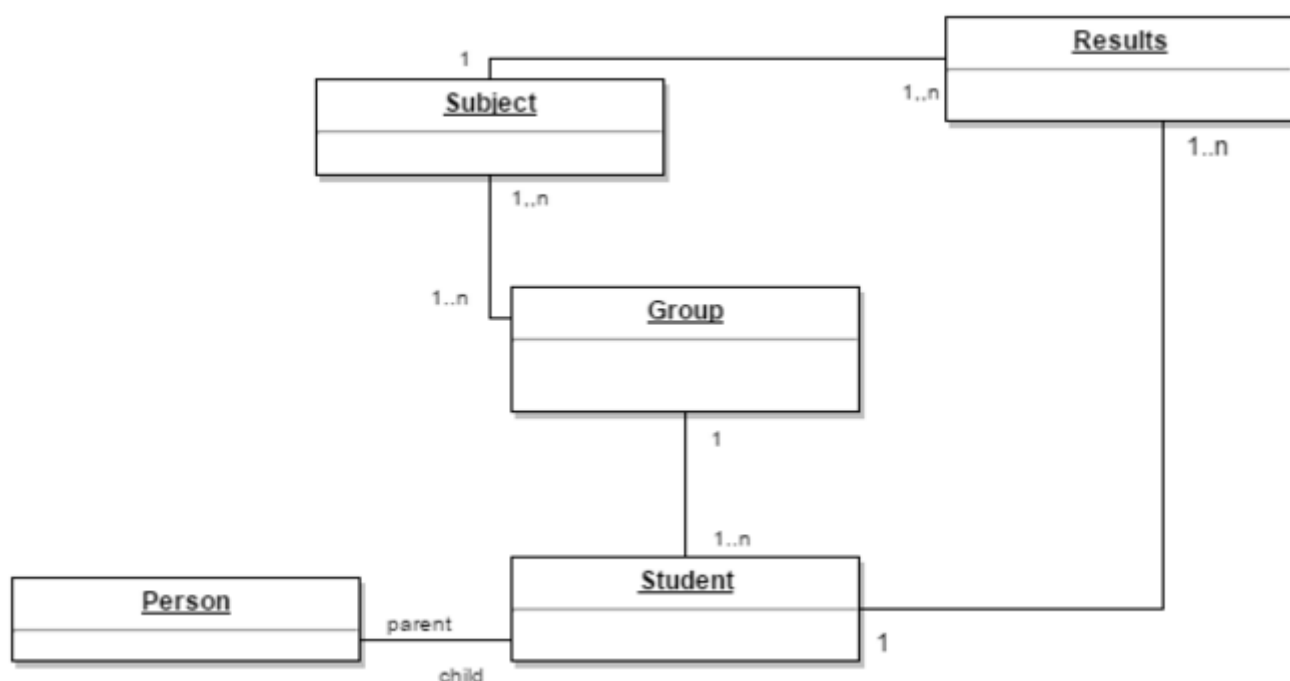 Results
1
Subject
1..n
1..n
1..n
1..n
Group
1
1..n
Student
Person
parent
1
child